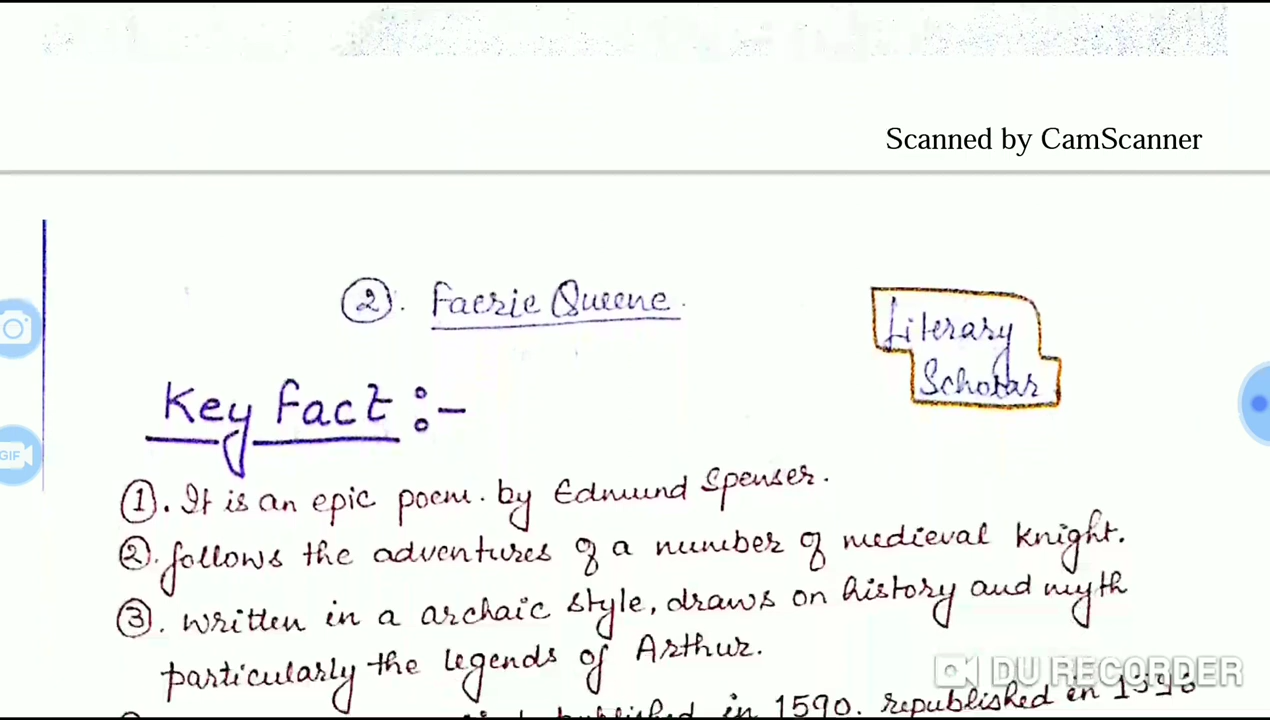 Scanned by CamScanner
②. Faerie Queene.
Literary
Scholar
Key Fact :-
①. It is an epic poem. by Edmund Spenser.
②. follows the adventures of a number of medieval knight.
③. written in a archaic style, draws on history and myth
particularly the legends of Arthur.
published in 1590. republished in
GIF
DU RECORDER